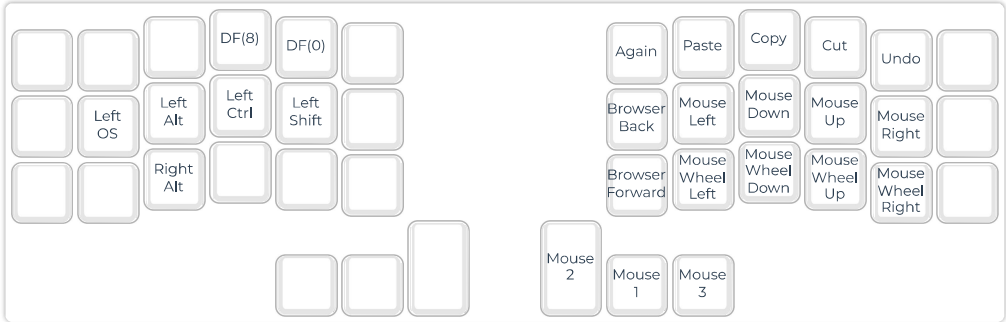 DF(8)
DF(0)
Again
Paste
Copy
Cut
Undo
Left
OS
Left
Alt
Left
Ctrl
Left
Shift
Browser
Back
Mouse
Left
Mouse
Down
Mouse
Up
Mouse
Right
Right
Alt
Browser
Forward
Mouse
Wheel
Left
Mouse
Wheel
Down
Mouse
Wheel
Up
Mouse
Wheel
Right
Mouse
2
Mouse
1
Mouse
3